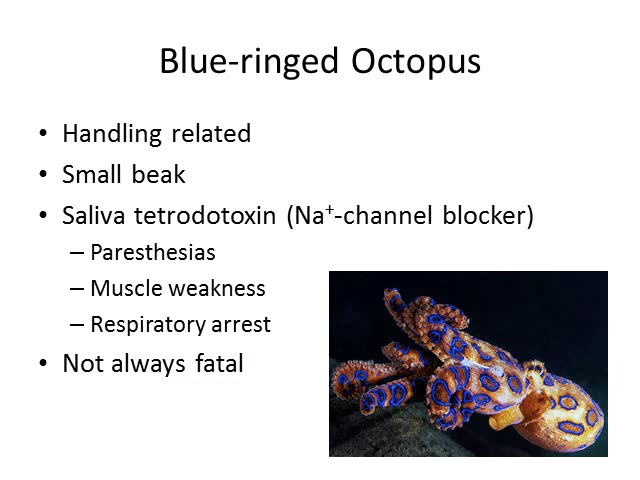 Blue-ringed Octopus
• Handling related
• Small beak
• Saliva tetrodotoxin (Na⁺-channel blocker)
– Paresthesias
– Muscle weakness
– Respiratory arrest
• Not always fatal